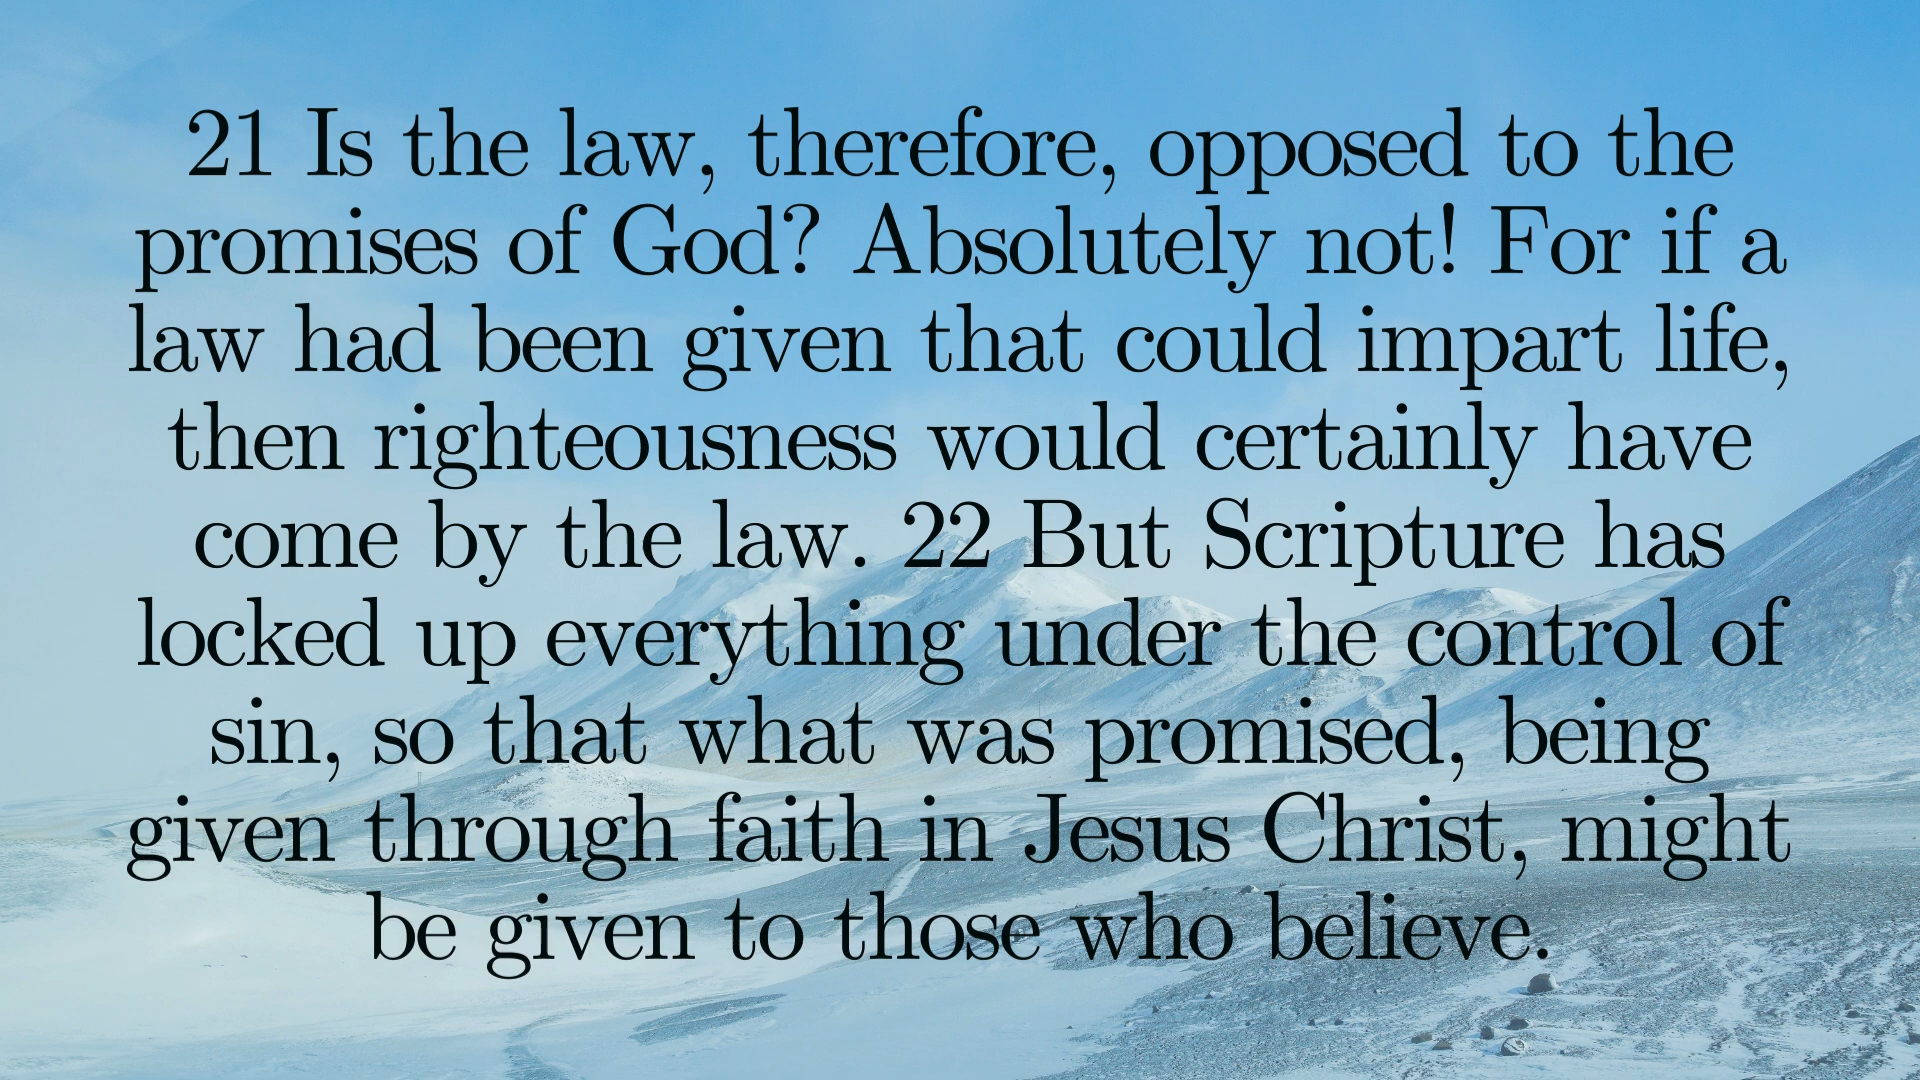 21 Is the law, therefore, opposed to the
promises of God? Absolutely not! For if a
law had been given that could impart life,
then righteousness would certainly have
come by the law. 22 But Scripture has
locked up everything under the control of
sin, so that what was promised, being
given through faith in Jesus Christ, might
be given to those who believe.